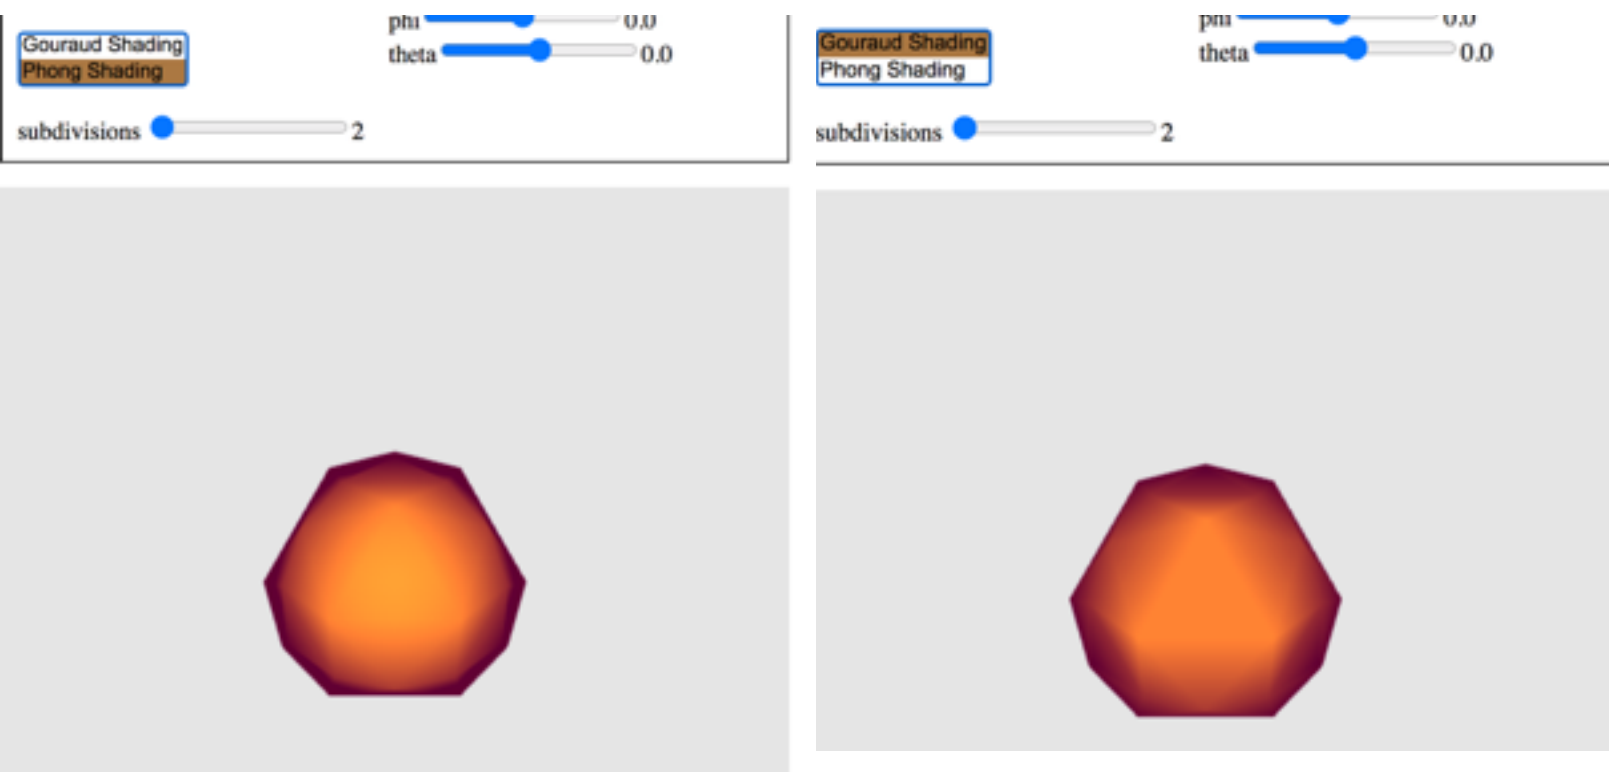 phi 0.0
Gouraud Shading
Phong Shading
theta 0.0
subdivisions 2
phi 0.0
Gouraud Shading
Phong Shading
theta 0.0
subdivisions 2